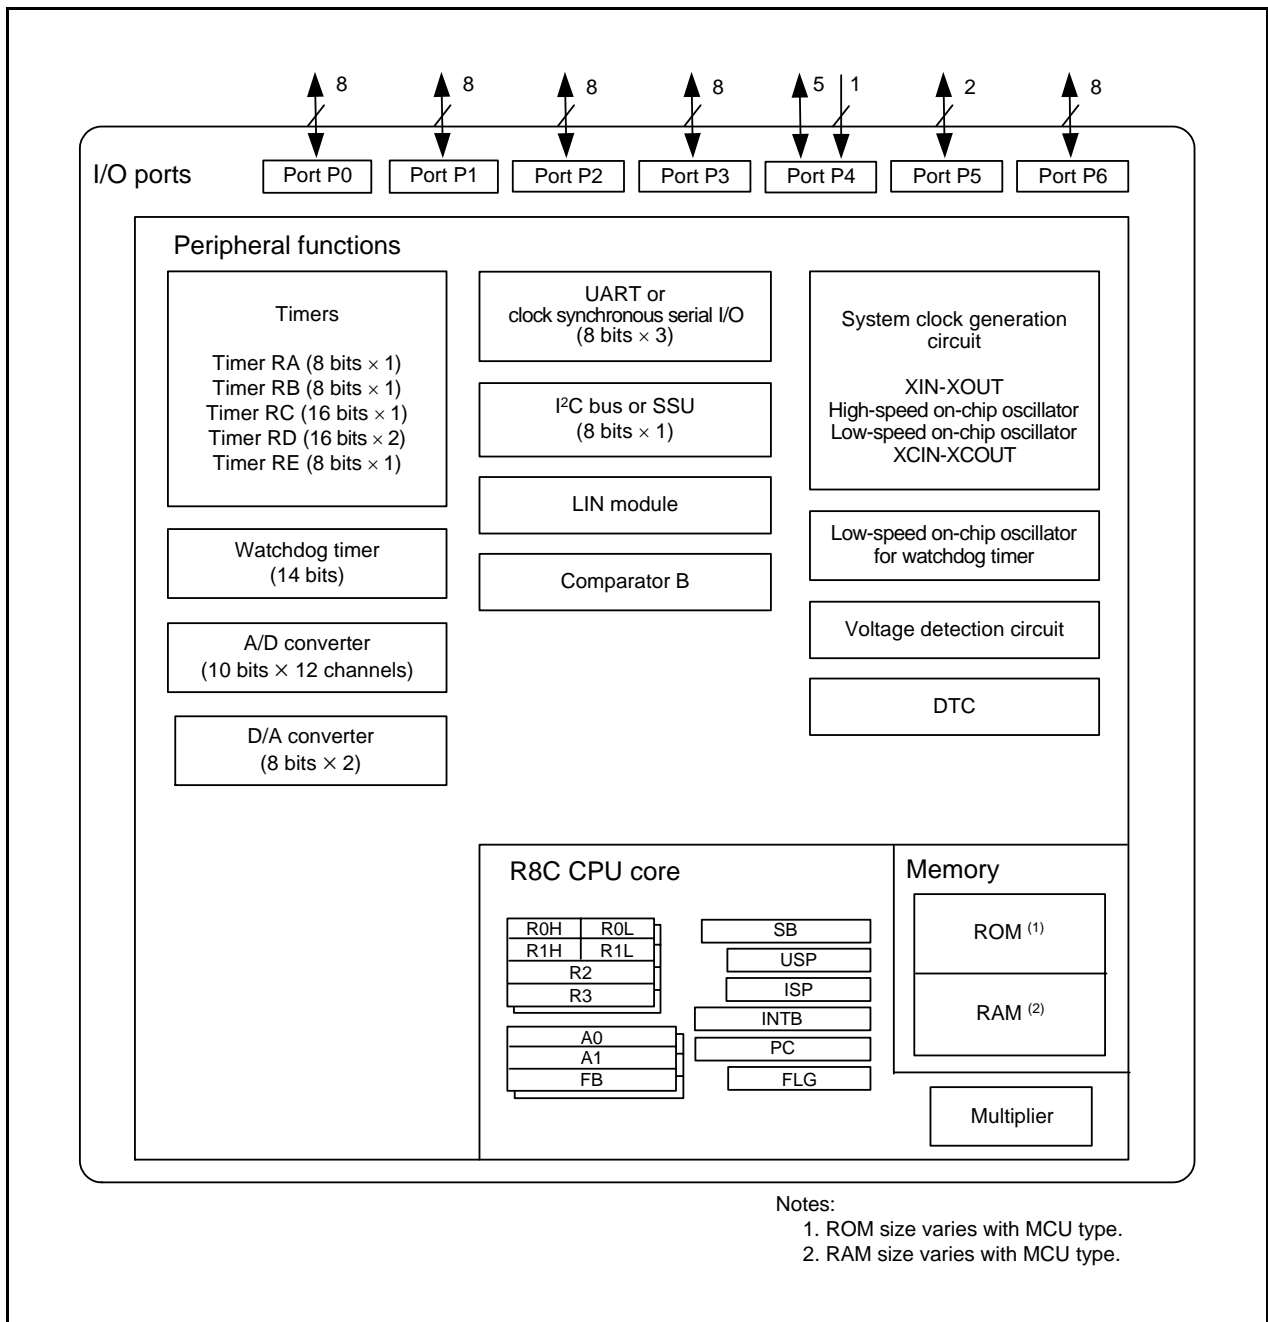 8 8 8 8 5 1 2 8
I/O ports
Port P0 Port P1 Port P2 Port P3 Port P4 Port P5 Port P6
Peripheral functions
Timers
Timer RA (8 bits × 1)
Timer RB (8 bits × 1)
Timer RC (16 bits × 1)
Timer RD (16 bits × 2)
Timer RE (8 bits × 1)
Watchdog timer
(14 bits)
A/D converter
(10 bits × 12 channels)
D/A converter
(8 bits × 2)
UART or
clock synchronous serial I/O
(8 bits × 3)
I²C bus or SSU
(8 bits × 1)
LIN module
Comparator B
System clock generation
circuit
XIN-XOUT
High-speed on-chip oscillator
Low-speed on-chip oscillator
XCIN-XCOUT
Low-speed on-chip oscillator
for watchdog timer
Voltage detection circuit
DTC
R8C CPU core
R0H R0L
R1H R1L
R2
R3
A0
A1
FB
SB
USP
ISP
INTB
PC
FLG
Memory
ROM (1)
RAM (2)
Multiplier
Notes:
1. ROM size varies with MCU type.
2. RAM size varies with MCU type.